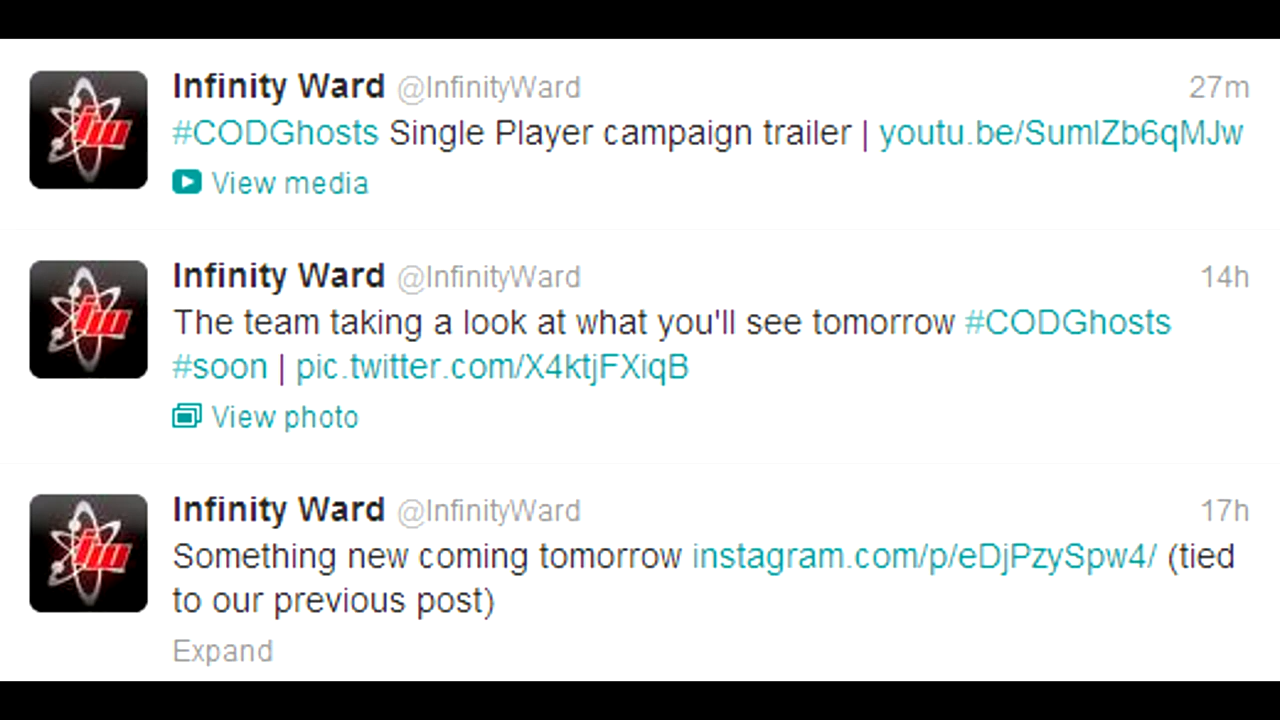 Infinity Ward @InfinityWard 27m
#CODGhosts Single Player campaign trailer | youtu.be/SumlZb6qMJw
View media
Infinity Ward @InfinityWard 14h
The team taking a look at what you'll see tomorrow #CODGhosts
#soon | pic.twitter.com/X4ktjFXiqB
View photo
Infinity Ward @InfinityWard 17h
Something new coming tomorrow instagram.com/p/eDjPzySpw4/ (tied
to our previous post)
Expand